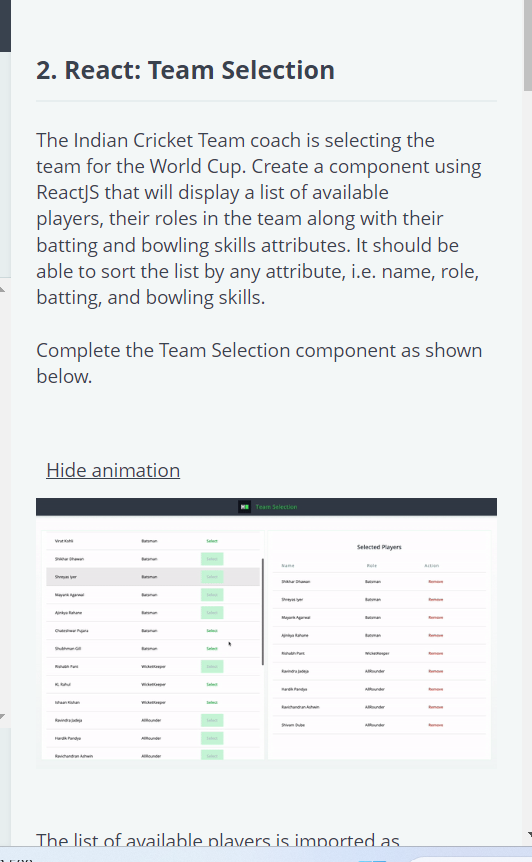 2. React: Team Selection
The Indian Cricket Team coach is selecting the
team for the World Cup. Create a component using
ReactJS that will display a list of available
players, their roles in the team along with their
batting and bowling skills attributes. It should be
able to sort the list by any attribute, i.e. name, role,
batting, and bowling skills.
Complete the Team Selection component as shown
below.
Hide animation
Team Selection
Selected Players
Name Role Action
Virat Kohli Batsman Select
Shikhar Dhawan Batsman Select
Shreyas Iyer Batsman Select
Mayank Agarwal Batsman Select
Ajinkya Rahane Batsman Select
Cheteshwar Pujara Batsman Select
Shubhman Gill Batsman Select
Rishabh Pant WicketKeeper Select
KL Rahul WicketKeeper Select
Ishaan Kishan WicketKeeper Select
Ravindra Jadeja AllRounder Select
Hardik Pandya AllRounder Select
Ravichandran Ashwin AllRounder Select
Shikhar Dhawan Batsman Remove
Shreyas Iyer Batsman Remove
Mayank Agarwal Batsman Remove
Ajinkya Rahane Batsman Remove
Rishabh Pant WicketKeeper Remove
Ravindra Jadeja AllRounder Remove
Hardik Pandya AllRounder Remove
Ravichandran Ashwin AllRounder Remove
Shivam Dube AllRounder Remove
The list of available players is imported as